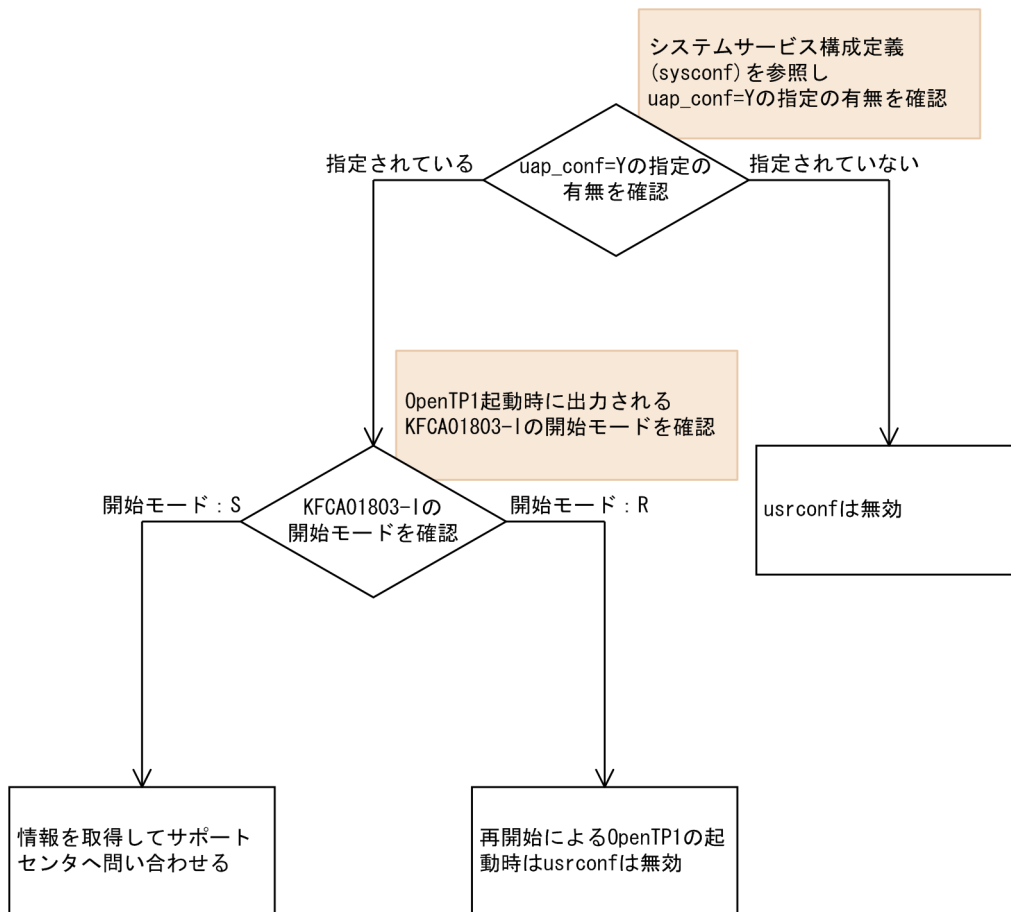 システムサービス構成定義
(sysconf)を参照し
uap_conf=Yの指定の有無を確認
指定されている
uap_conf=Yの指定の
有無を確認
指定されていない
OpenTP1起動時に出力される
KFCA01803-Iの開始モードを確認
開始モード：S
KFCA01803-Iの
開始モードを確認
開始モード：R
usrconfは無効
情報を取得してサポート
センタへ問い合わせる
再開始によるOpenTP1の起
動時はusrconfは無効